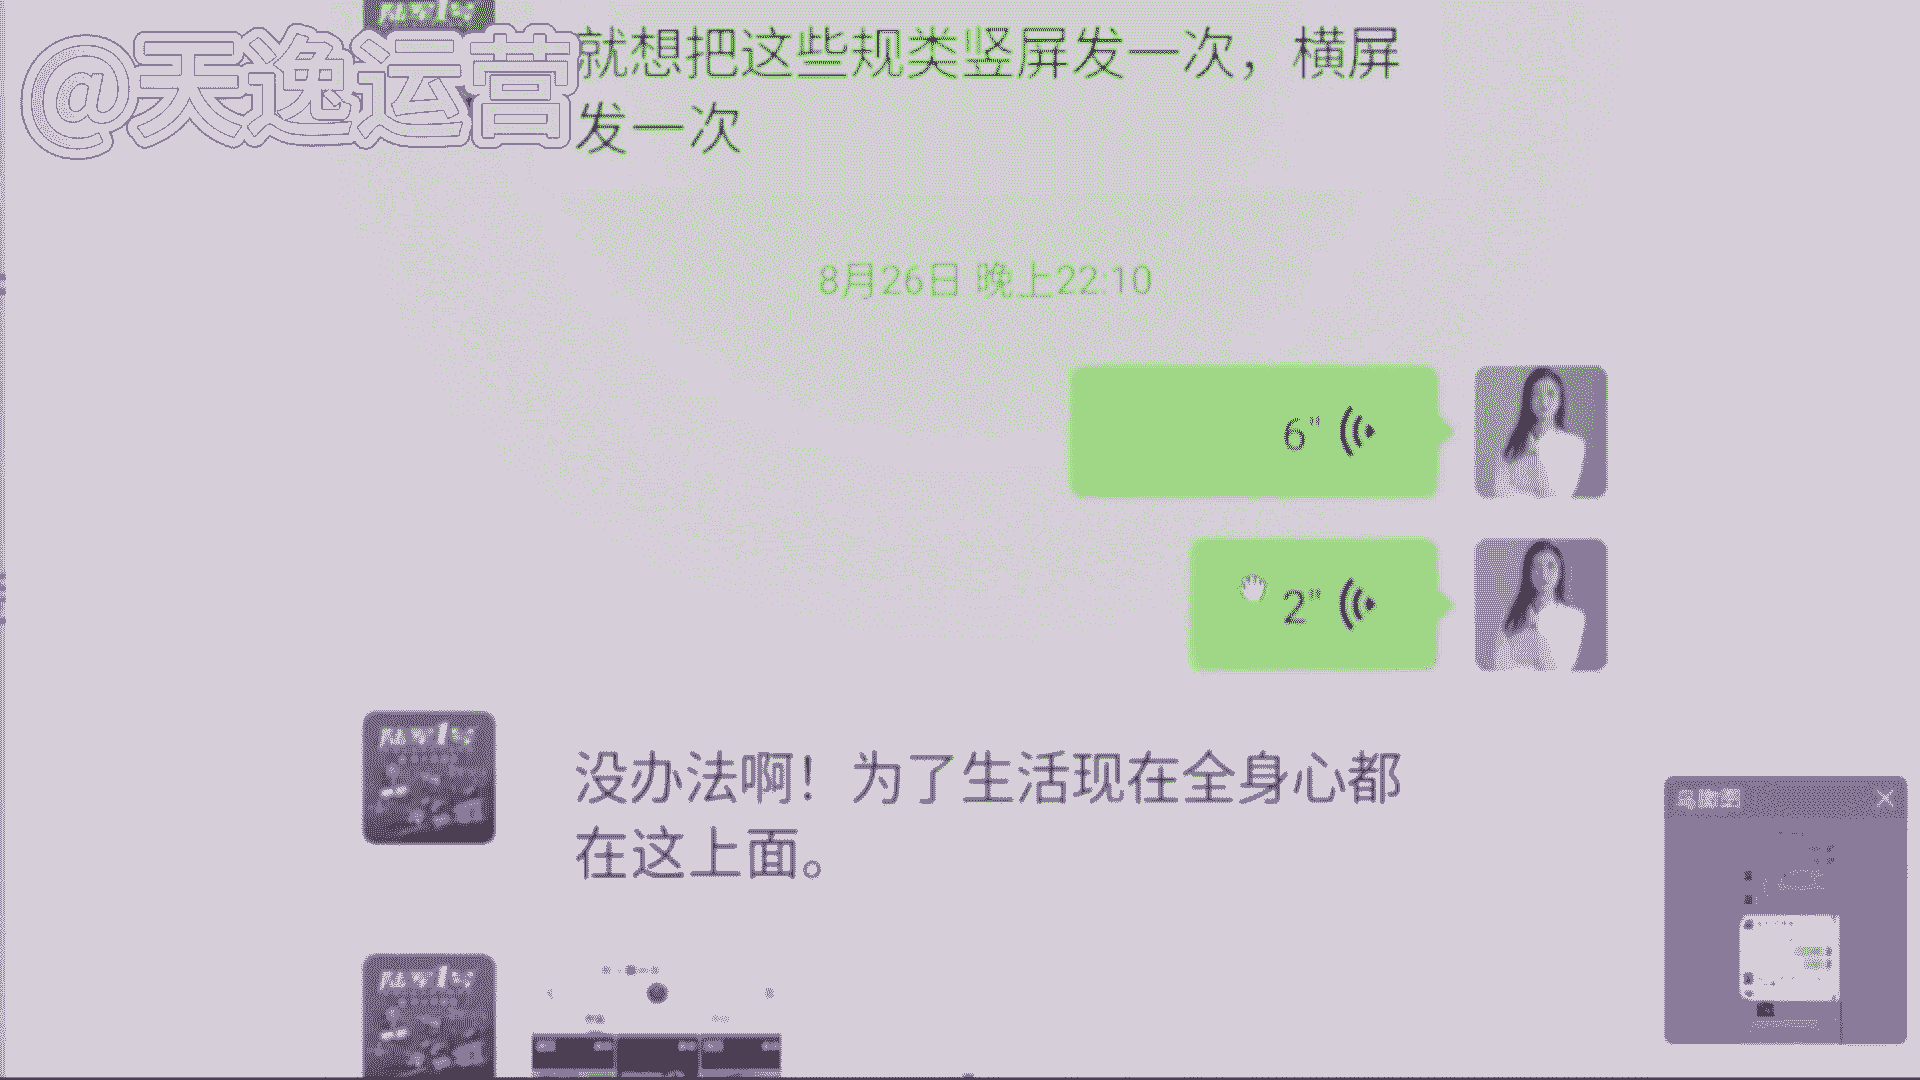 @天逸运营
就想把这些规类竖屏发一次，横屏
发一次
8月26日 晚上22:10
6"
2"
没办法啊！为了生活现在全身心都
在这上面。
鸟瞰图